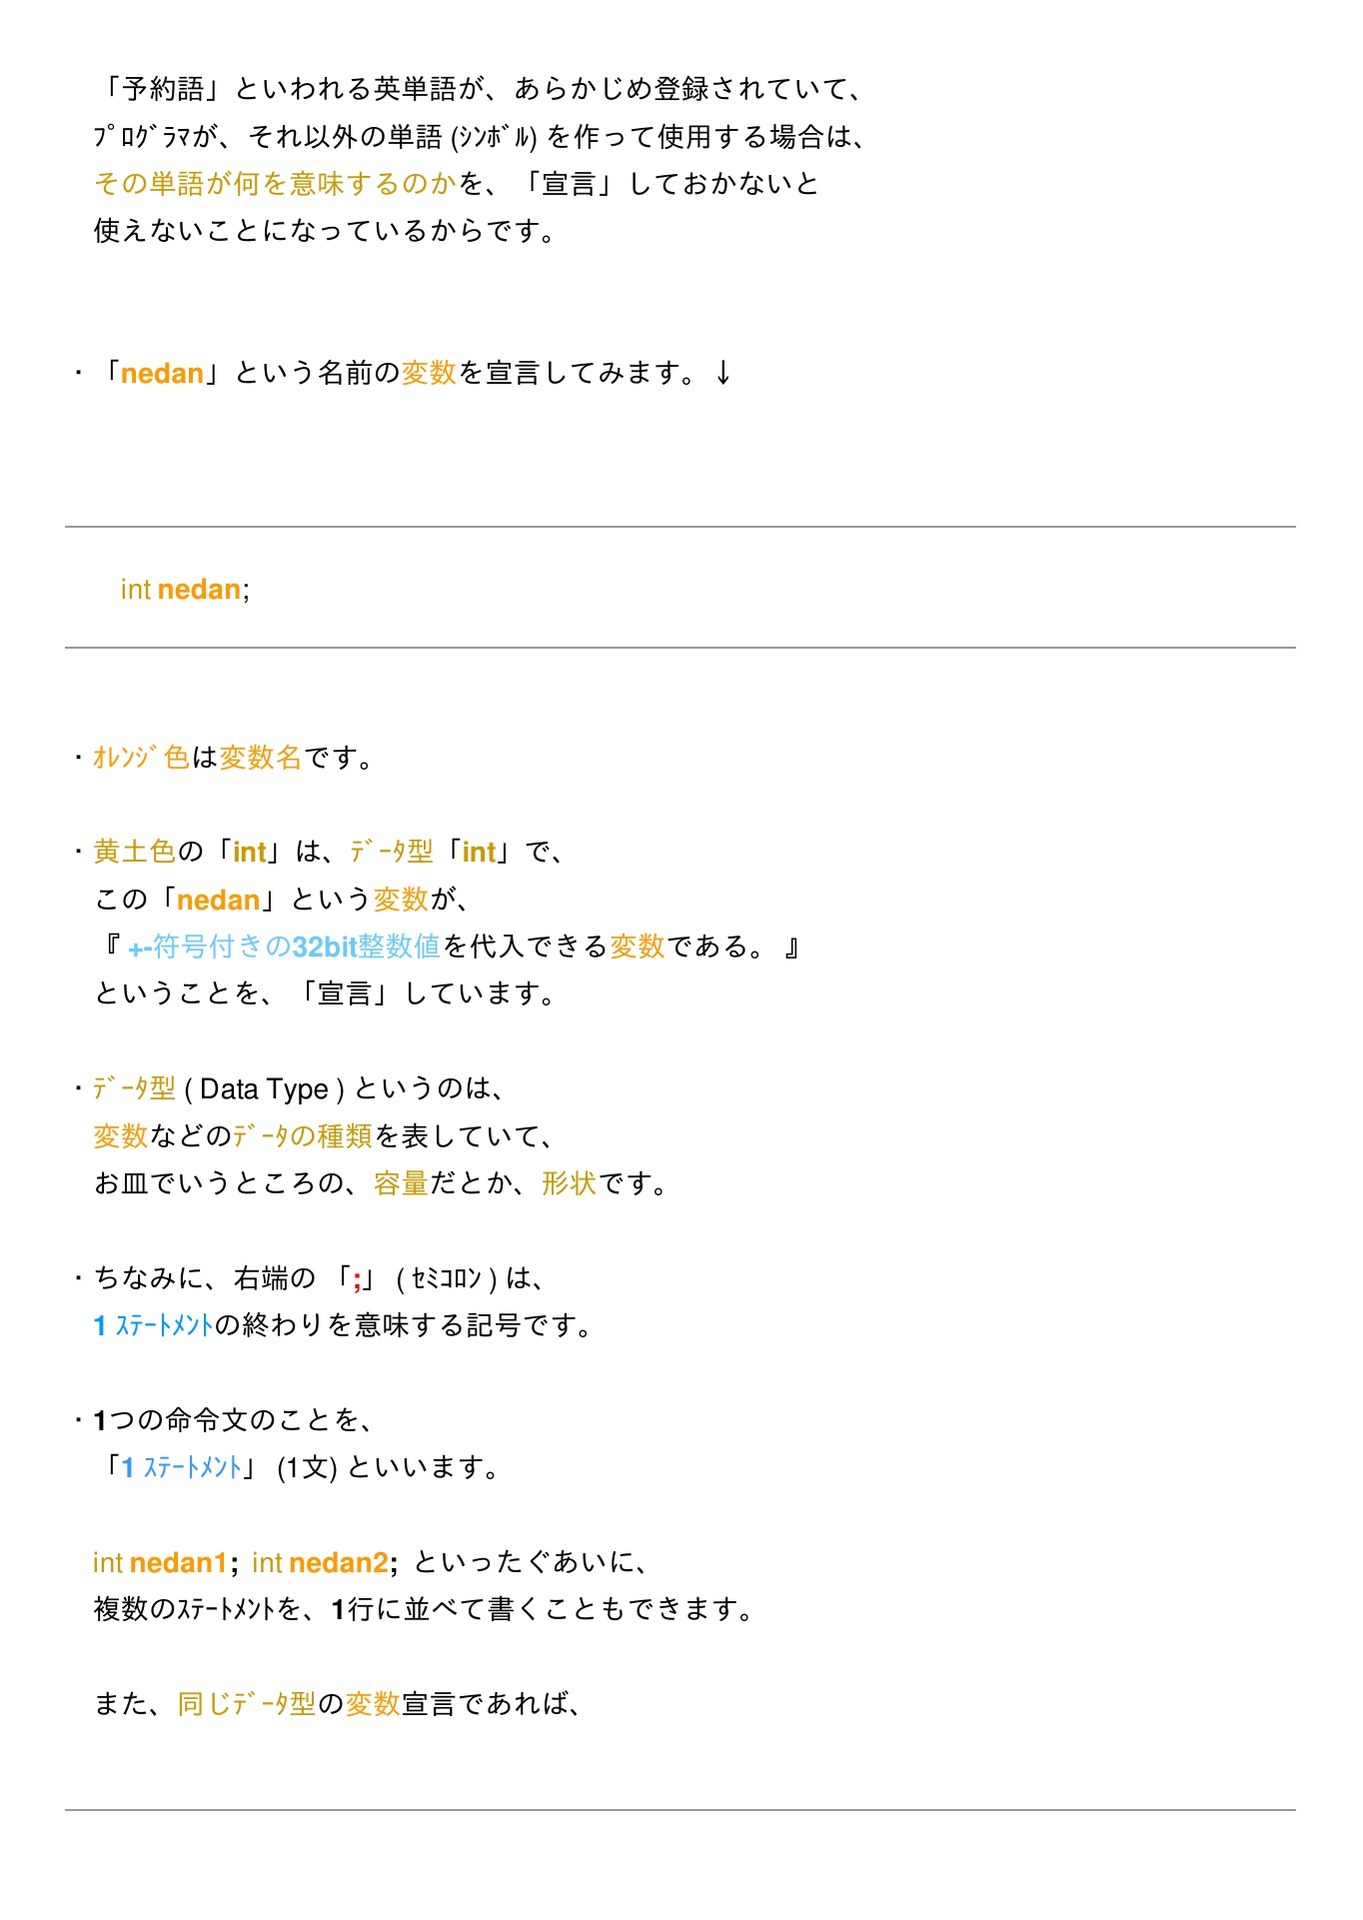 「予約語」といわれる英単語が、あらかじめ登録されていて、
ﾌﾟﾛｸﾞﾗﾏが、それ以外の単語 (ｼﾝﾎﾞﾙ) を作って使用する場合は、
その単語が何を意味するのかを、「宣言」しておかないと
使えないことになっているからです。
・「nedan」という名前の変数を宣言してみます。↓
int nedan;
・ｵﾚﾝｼﾞ色は変数名です。
・黄土色の「int」は、ﾃﾞｰﾀ型「int」で、
この「nedan」という変数が、
『 +-符号付きの32bit整数値を代入できる変数である。 』
ということを、「宣言」しています。
・ﾃﾞｰﾀ型 ( Data Type ) というのは、
変数などのﾃﾞｰﾀの種類を表していて、
お皿でいうところの、容量だとか、形状です。
・ちなみに、右端の 「;」 ( ｾﾐｺﾛﾝ ) は、
1 ｽﾃｰﾄﾒﾝﾄの終わりを意味する記号です。
・1つの命令文のことを、
「1 ｽﾃｰﾄﾒﾝﾄ」 (1文) といいます。
int nedan1; int nedan2; といったぐあいに、
複数のｽﾃｰﾄﾒﾝﾄを、1行に並べて書くこともできます。
また、同じﾃﾞｰﾀ型の変数宣言であれば、